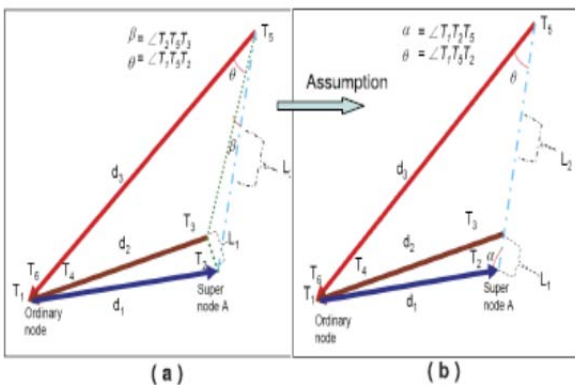 β ≡ ∠T₂T₅T₃
θ ≡ ∠T₁T₅T₂
T₅
θ
β
d₃
L
T₃
d₂
L₁
T₆
T₄
T₂
T₁
d₁
Ordinary
node
Super
node A
(a)
Assumption
α ≡ ∠T₁T₂T₅
θ ≡ ∠T₁T₅T₂
T₅
θ
L₂
d₃
T₃
d₂
T₂
α
T₆
T₄
L₁
T₁
d₁
Ordinary
node
Super
node A
(b)